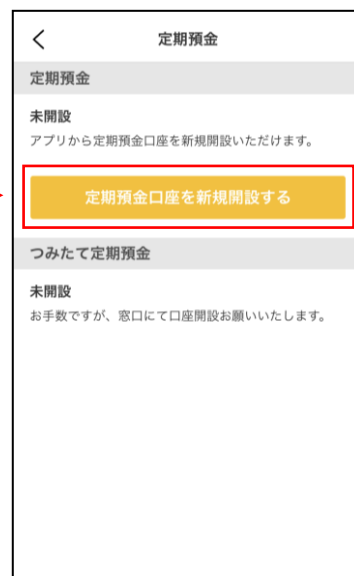 定期預金
定期預金
未開設
アプリから定期預金口座を新規開設いただけます。
定期預金口座を新規開設する
つみたて定期預金
未開設
お手数ですが、窓口にて口座開設お願いいたします。